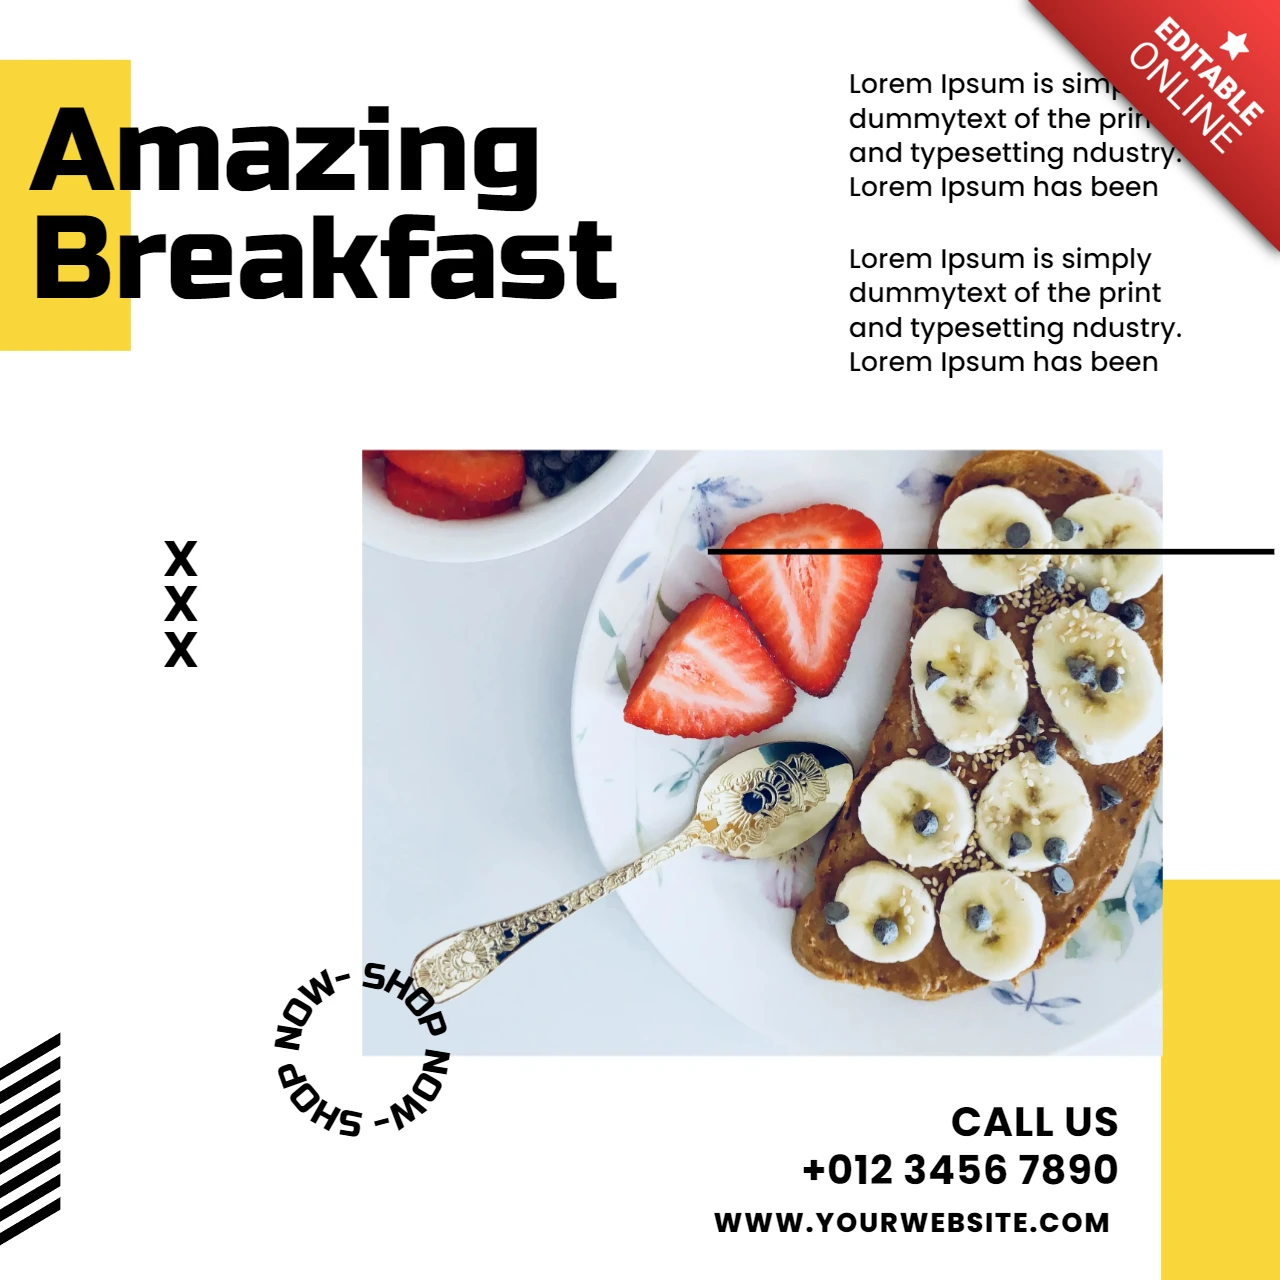 Amazing
Breakfast
Lorem Ipsum is simp
dummytext of the prin
and typesetting ndustry.
Lorem Ipsum has been
Lorem Ipsum is simply
dummytext of the print
and typesetting ndustry.
Lorem Ipsum has been
EDITABLE
ONLINE
X
X
X
SHOP NOW- SHOP NOW-
CALL US
+012 3456 7890
WWW.YOURWEBSITE.COM